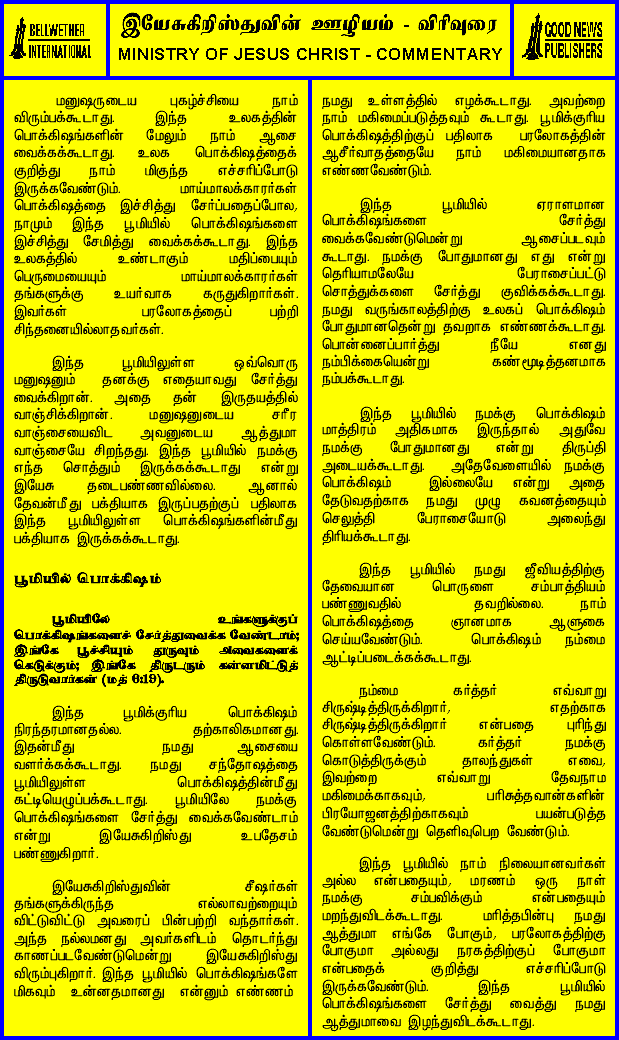 BELLWETHER
INTERNATIONAL
இயேசுகிறிஸ்துவின் ஊழியம் - விரிவுரை
MINISTRY OF JESUS CHRIST - COMMENTARY
GOOD NEWS
PUBLISHERS
மனுஷருடைய புகழ்ச்சியை நாம்
விரும்பக்கூடாது. இந்த உலகத்தின்
பொக்கிஷங்களின் மேலும் நாம் ஆசை
வைக்கக்கூடாது. உலக பொக்கிஷத்தைக்
குறித்து நாம் மிகுந்த எச்சரிப்போடு
இருக்கவேண்டும். மாய்மாலக்காரர்கள்
பொக்கிஷத்தை இச்சித்து சேர்ப்பதைப்போல,
நாமும் இந்த பூமியில் பொக்கிஷங்களை
இச்சித்து சேமித்து வைக்கக்கூடாது. இந்த
உலகத்தில் உண்டாகும் மதிப்பையும்
பெருமையையும் மாய்மாலக்காரர்கள்
தங்களுக்கு உயர்வாக கருதுகிறார்கள்.
இவர்கள் பரலோகத்தைப் பற்றி
சிந்தனையில்லாதவர்கள்.
இந்த பூமியிலுள்ள ஒவ்வொரு
மனுஷனும் தனக்கு எதையாவது சேர்த்து
வைக்கிறான். அதை தன் இருதயத்தில்
வாஞ்சிக்கிறான். மனுஷனுடைய சரீர
வாஞ்சையைவிட அவனுடைய ஆத்துமா
வாஞ்சையே சிறந்தது. இந்த பூமியில் நமக்கு
எந்த சொத்தும் இருக்கக்கூடாது என்று
இயேசு தடைபண்ணவில்லை. ஆனால்
தேவன்மீது பக்தியாக இருப்பதற்குப் பதிலாக
இந்த பூமியிலுள்ள பொக்கிஷங்களின்மீது
பக்தியாக இருக்கக்கூடாது.
பூமியில் பொக்கிஷம்
பூமியிலே உங்களுக்குப்
பொக்கிஷங்களைச் சேர்த்துவைக்க வேண்டாம்;
இங்கே பூச்சியும் துருவும் அவைகளைக்
கெடுக்கும்; இங்கே திருடரும் கன்னமிட்டுத்
திருடுவார்கள் (மத் 6:19).
இந்த பூமிக்குரிய பொக்கிஷம்
நிரந்தரமானதல்ல. தற்காலிகமானது.
இதன்மீது நமது ஆசையை
வளர்க்கக்கூடாது. நமது சந்தோஷத்தை
பூமியிலுள்ள பொக்கிஷத்தின்மீது
கட்டியெழுப்பக்கூடாது. பூமியிலே நமக்கு
பொக்கிஷங்களை சேர்த்து வைக்கவேண்டாம்
என்று இயேசுகிறிஸ்து உபதேசம்
பண்ணுகிறார்.
இயேசுகிறிஸ்துவின் சீஷர்கள்
தங்களுக்கிருந்த எல்லாவற்றையும்
விட்டுவிட்டு அவரைப் பின்பற்றி வந்தார்கள்.
அந்த நல்லமனது அவர்களிடம் தொடர்ந்து
காணப்படவேண்டுமென்று இயேசுகிறிஸ்து
விரும்புகிறார். இந்த பூமியில் பொக்கிஷங்களே
மிகவும் உன்னதமானது என்னும் எண்ணம்
நமது உள்ளத்தில் எழக்கூடாது. அவற்றை
நாம் மகிமைப்படுத்தவும் கூடாது. பூமிக்குரிய
பொக்கிஷத்திற்குப் பதிலாக பரலோகத்தின்
ஆசீர்வாதத்தையே நாம் மகிமையானதாக
எண்ணவேண்டும்.
இந்த பூமியில் ஏராளமான
பொக்கிஷங்களை சேர்த்து
வைக்கவேண்டுமென்று ஆசைப்படவும்
கூடாது. நமக்கு போதுமானது எது என்று
தெரியாமலேயே பேராசைப்பட்டு
சொத்துக்களை சேர்த்து குவிக்கக்கூடாது.
நமது வருங்காலத்திற்கு உலகப் பொக்கிஷம்
போதுமானதென்று தவறாக எண்ணக்கூடாது.
பொன்னைப்பார்த்து நீயே எனது
நம்பிக்கையென்று கண்மூடித்தனமாக
நம்பக்கூடாது.
இந்த பூமியில் நமக்கு பொக்கிஷம்
மாத்திரம் அதிகமாக இருந்தால் அதுவே
நமக்கு போதுமானது என்று திருப்தி
அடையக்கூடாது. அதேவேளையில் நமக்கு
பொக்கிஷம் இல்லையே என்று அதை
தேடுவதற்காக நமது முழு கவனத்தையும்
செலுத்தி பேராசையோடு அலைந்து
திரியக்கூடாது.
இந்த பூமியில் நமது ஜீவியத்திற்கு
தேவையான பொருளை சம்பாத்தியம்
பண்ணுவதில் தவறில்லை. நாம்
பொக்கிஷத்தை ஞானமாக ஆளுகை
செய்யவேண்டும். பொக்கிஷம் நம்மை
ஆட்டிப்படைக்கக்கூடாது.
நம்மை கர்த்தர் எவ்வாறு
சிருஷ்டித்திருக்கிறார், எதற்காக
சிருஷ்டித்திருக்கிறார் என்பதை புரிந்து
கொள்ளவேண்டும். கர்த்தர் நமக்கு
கொடுத்திருக்கும் தாலந்துகள் எவை,
இவற்றை எவ்வாறு தேவநாம
மகிமைக்காகவும், பரிசுத்தவான்களின்
பிரயோஜனத்திற்காகவும் பயன்படுத்த
வேண்டுமென்று தெளிவுபெற வேண்டும்.
இந்த பூமியில் நாம் நிலையானவர்கள்
அல்ல என்பதையும், மரணம் ஒரு நாள்
நமக்கு சம்பவிக்கும் என்பதையும்
மறந்துவிடக்கூடாது. மரித்தபின்பு நமது
ஆத்துமா எங்கே போகும், பரலோகத்திற்கு
போகுமா அல்லது நரகத்திற்குப் போகுமா
என்பதைக் குறித்து எச்சரிப்போடு
இருக்கவேண்டும். இந்த பூமியில்
பொக்கிஷங்களை சேர்த்து வைத்து நமது
ஆத்துமாவை இழந்துவிடக்கூடாது.